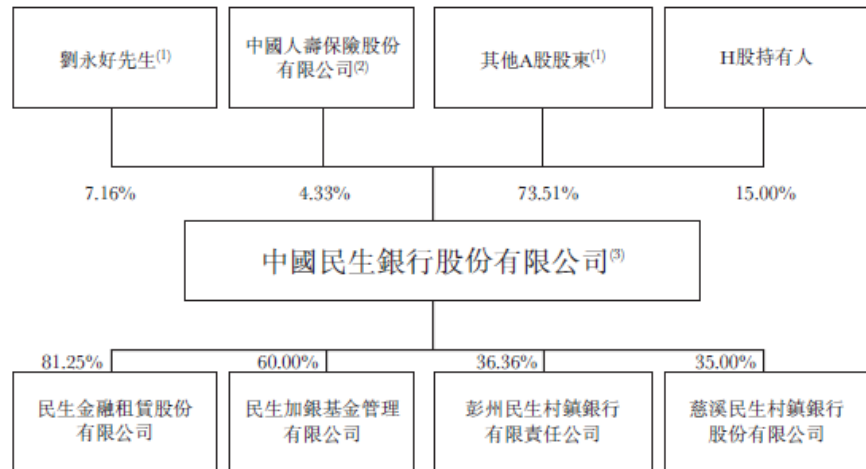 劉永好先生(1)
中國人壽保險股份
有限公司(2)
其他A股股東(1)
H股持有人
7.16%
4.33%
73.51%
15.00%
中國民生銀行股份有限公司(3)
81.25%
60.00%
36.36%
35.00%
民生金融租賃股份
有限公司
民生加銀基金管理
有限公司
彭州民生村鎮銀行
有限責任公司
慈溪民生村鎮銀行
股份有限公司